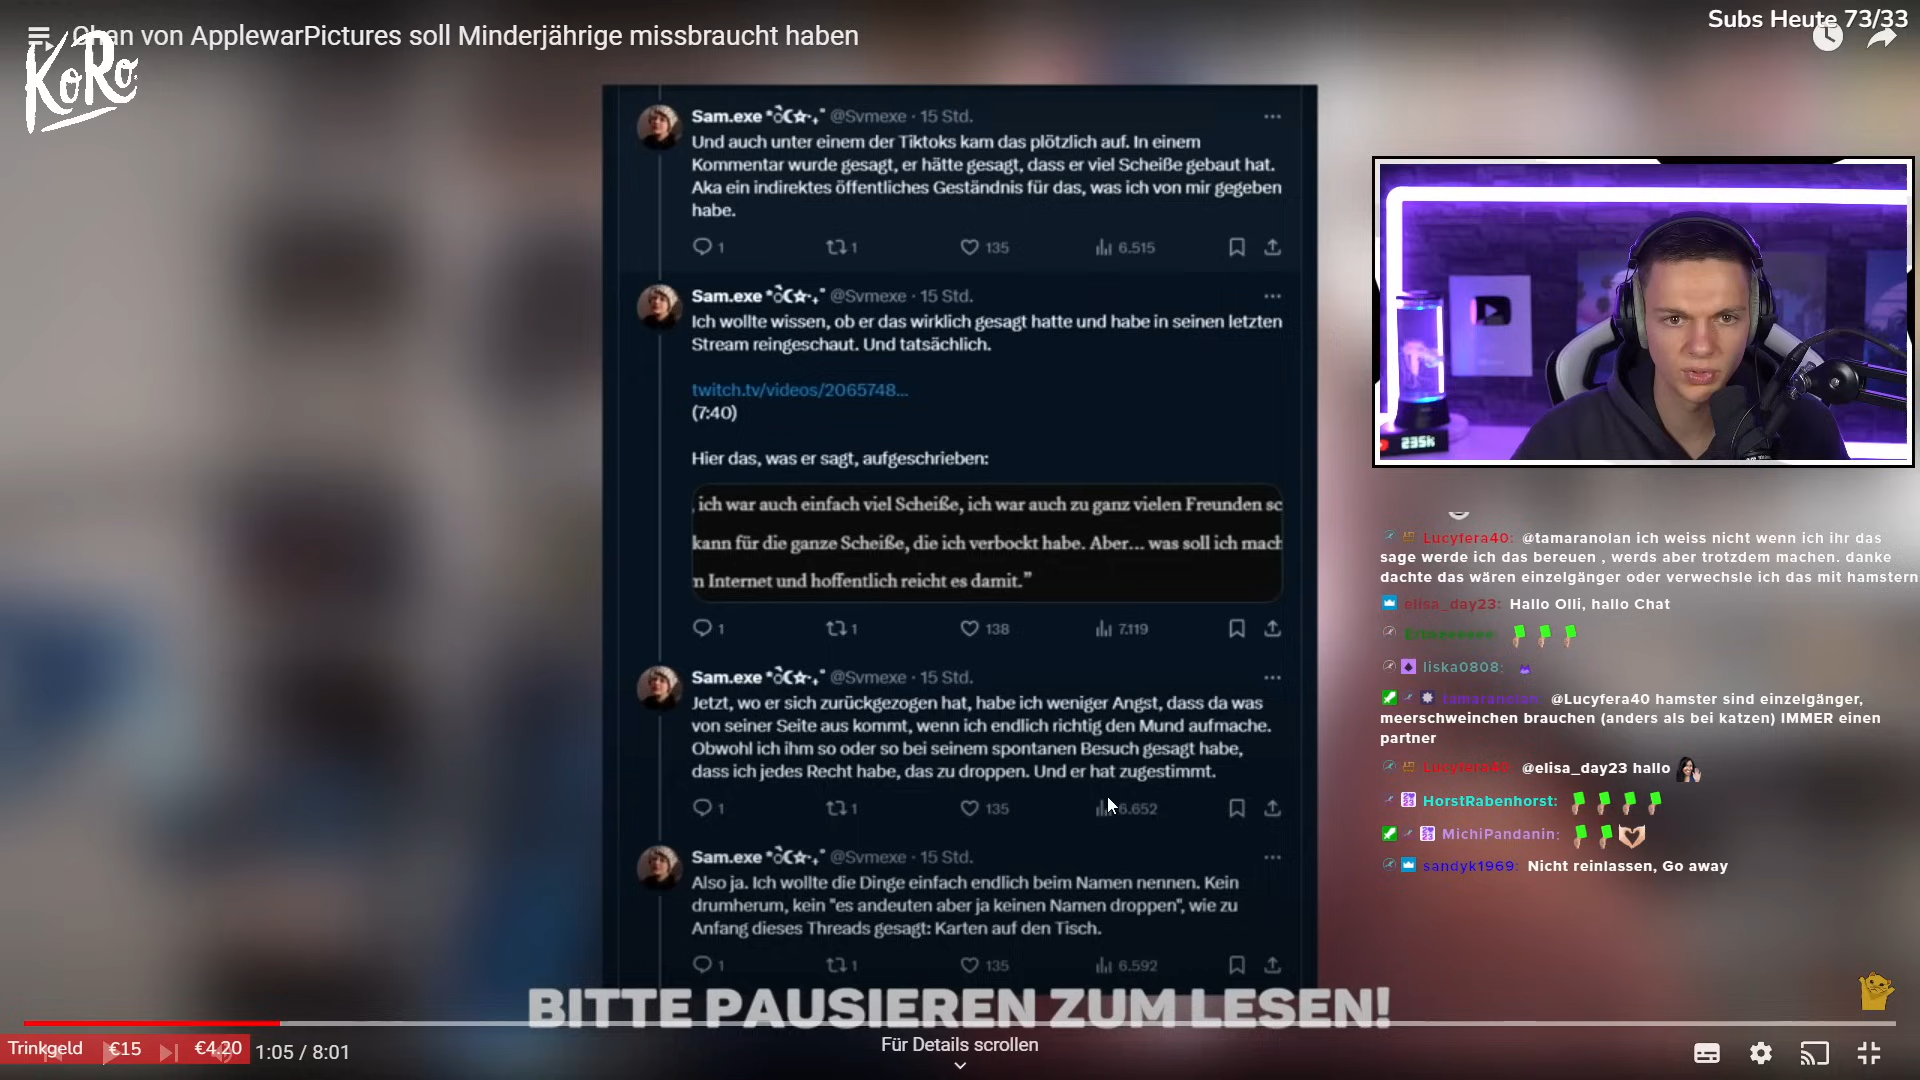 Subs Heute 73/33
Ohan von ApplewarPictures soll Minderjährige missbraucht haben
KoRo
Sam.exe @Svmexe · 15 Std.
Und auch unter einem der Tiktoks kam das plötzlich auf. In einem
Kommentar wurde gesagt, er hätte gesagt, dass er viel Scheiße gebaut hat.
Aka ein indirektes öffentliches Geständnis für das, was ich von mir gegeben
habe.
1 1 135 6.515
Sam.exe @Svmexe · 15 Std.
Ich wollte wissen, ob er das wirklich gesagt hatte und habe in seinen letzten
Stream reingeschaut. Und tatsächlich.
twitch.tv/videos/2065748...
(7:40)
Hier das, was er sagt, aufgeschrieben:
, ich war auch einfach viel Scheiße, ich war auch zu ganz vielen Freunden sc
kann für die ganze Scheiße, die ich verbockt habe. Aber... was soll ich mach
n Internet und hoffentlich reicht es damit.”
1 1 138 7.119
Sam.exe @Svmexe · 15 Std.
Jetzt, wo er sich zurückgezogen hat, habe ich weniger Angst, dass da was
von seiner Seite aus kommt, wenn ich endlich richtig den Mund aufmache.
Obwohl ich ihm so oder so bei seinem spontanen Besuch gesagt habe,
dass ich jedes Recht habe, das zu droppen. Und er hat zugestimmt.
1 1 135 6.652
Sam.exe @Svmexe · 15 Std.
Also ja. Ich wollte die Dinge einfach endlich beim Namen nennen. Kein
drumherum, kein "es andeuten aber ja keinen Namen droppen", wie zu
Anfang dieses Threads gesagt: Karten auf den Tisch.
1 1 135 6.592
BITTE PAUSIEREN ZUM LESEN!
Für Details scrollen
Trinkgeld €15 €4.20 1:05 / 8:01
235k
Lucyfera40: @tamaranolan ich weiss nicht wenn ich ihr das
sage werde ich das bereuen , werds aber trotzdem machen. danke
dachte das wären einzelgänger oder verwechsle ich das mit hamstern
elisa_day23: Hallo Olli, hallo Chat
liska0808:
tamaranolan: @Lucyfera40 hamster sind einzelgänger,
meerschweinchen brauchen (anders als bei katzen) IMMER einen
partner
Lucyfera40: @elisa_day23 hallo
HorstRabenhorst:
MichiPandanin:
sandyk1969: Nicht reinlassen, Go away